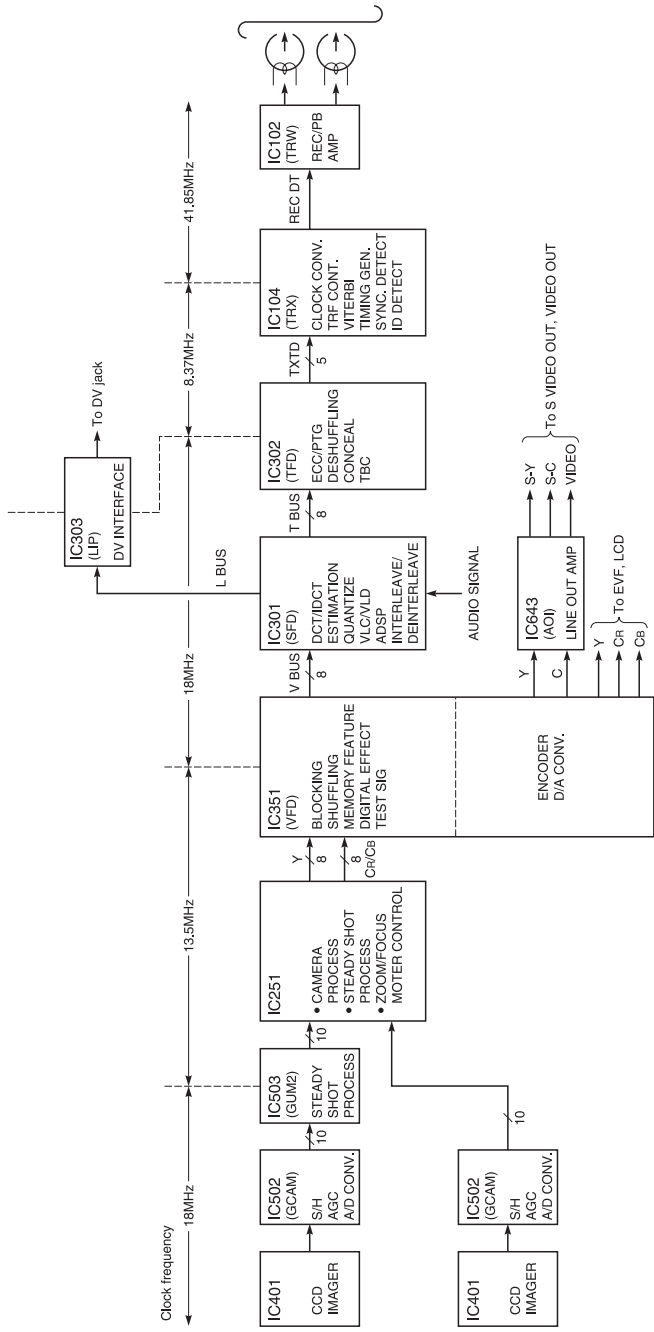 Clock frequency
18MHz
13.5MHz
18MHz
8.37MHz
41.85MHz
IC401
CCD
IMAGER
IC502
(GCAM)
S/H
AGC
A/D CONV.
10
IC503
(GUM2)
STEADY
SHOT
PROCESS
10
IC251
• CAMERA
PROCESS
• STEADY SHOT
PROCESS
• ZOOM/FOCUS
MOTER CONTROL
Y
8
8
CR/CB
IC351
(VFD)
BLOCKING
SHUFFLING
MEMORY FEATURE
DIGITAL EFFECT
TEST SIG
ENCODER
D/A CONV.
V BUS
8
IC301
(SFD)
DCT/IDCT
ESTIMATION
QUANTIZE
VLC/VLD
ADSP
INTERLEAVE/
DEINTERLEAVE
AUDIO SIGNAL
L BUS
IC303
(LIP)
DV INTERFACE
To DV jack
T BUS
8
IC302
(TFD)
ECC/PTG
DESHUFFLING
CONCEAL
TBC
TXTD
5
IC104
(TRX)
CLOCK CONV.
TRF CONT.
VITERBI
TIMING GEN.
SYNC. DETECT
ID DETECT
REC DT
IC102
(TRW)
REC/PB
AMP
IC401
CCD
IMAGER
IC502
(GCAM)
S/H
AGC
A/D CONV.
10
Y
C
IC643
(AOI)
LINE OUT AMP
S-Y
S-C
VIDEO
To S VIDEO OUT, VIDEO OUT
Y
CR
CB
To EVF, LCD